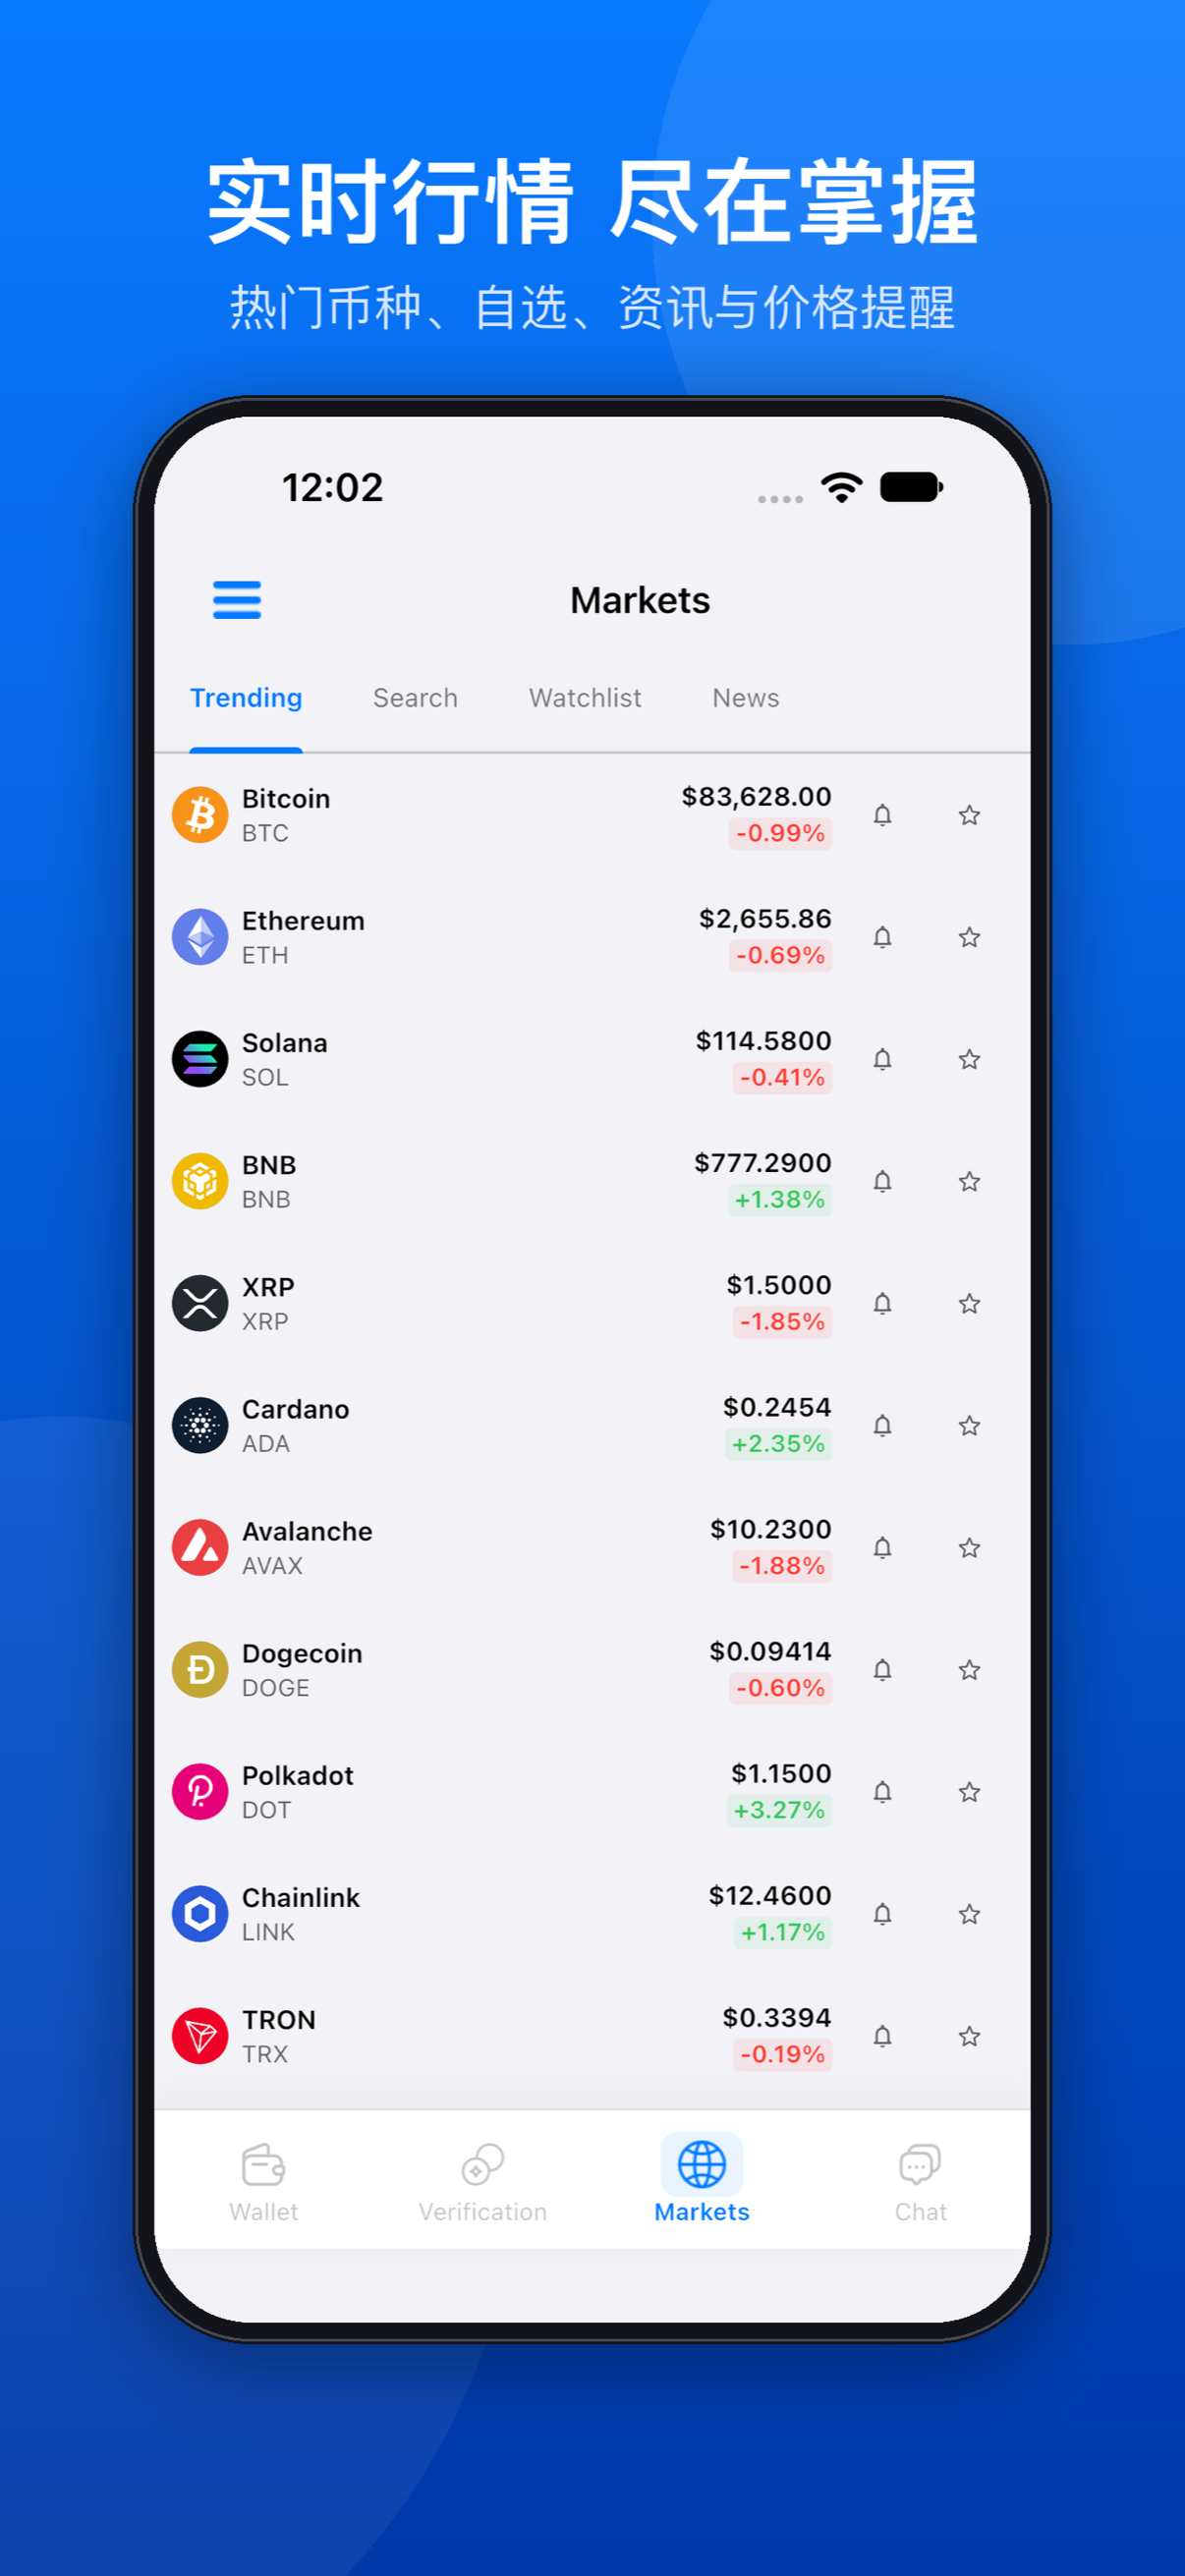 实时行情 尽在掌握
热门币种、自选、资讯与价格提醒
12:02
Markets
Trending Search Watchlist News
Bitcoin $83,628.00
BTC -0.99%
Ethereum $2,655.86
ETH -0.69%
Solana $114.5800
SOL -0.41%
BNB $777.2900
BNB +1.38%
XRP $1.5000
XRP -1.85%
Cardano $0.2454
ADA +2.35%
Avalanche $10.2300
AVAX -1.88%
Dogecoin $0.09414
DOGE -0.60%
Polkadot $1.1500
DOT +3.27%
Chainlink $12.4600
LINK +1.17%
TRON $0.3394
TRX -0.19%
Wallet Verification Markets Chat